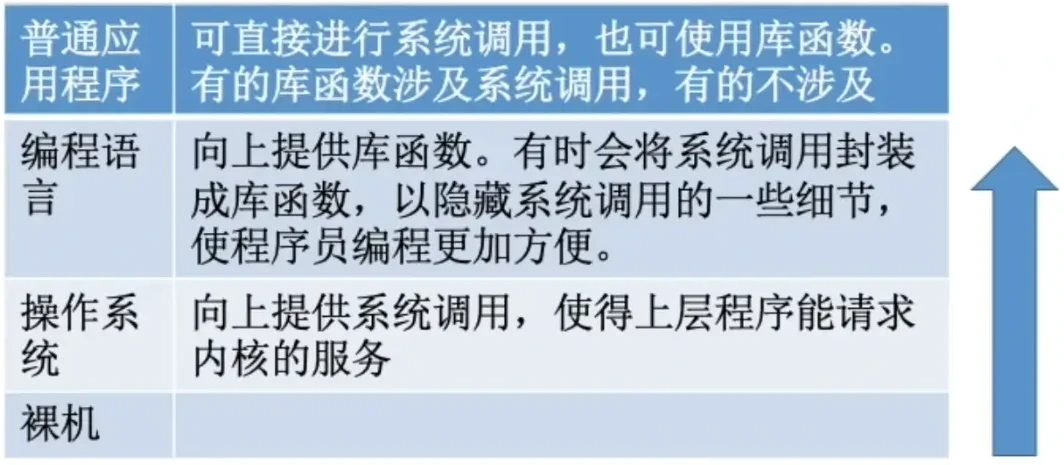 普通应
用程序
可直接进行系统调用，也可使用库函数。
有的库函数涉及系统调用，有的不涉及
编程语
言
向上提供库函数。有时会将系统调用封装
成库函数，以隐藏系统调用的一些细节，
使程序员编程更加方便。
操作系
统
向上提供系统调用，使得上层程序能请求
内核的服务
裸机